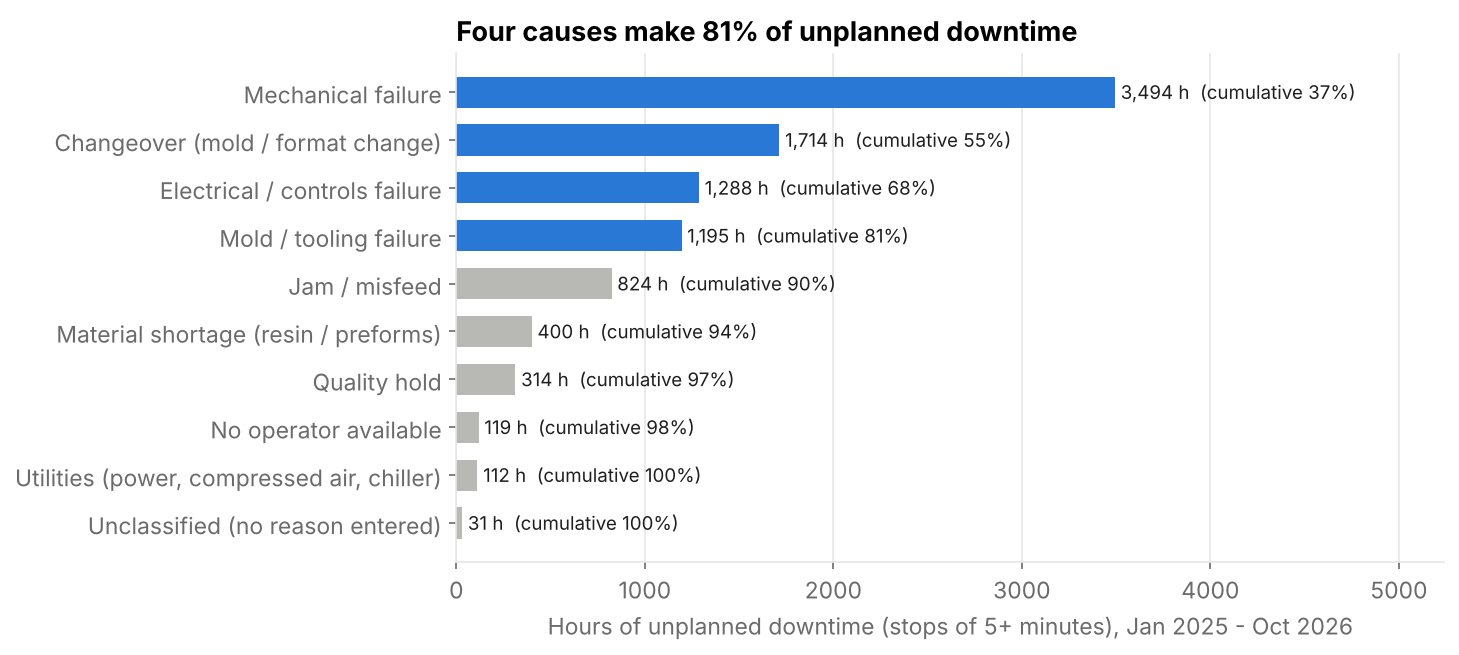 Four causes make 81% of unplanned downtime
Mechanical failure 3,494 h (cumulative 37%)
Changeover (mold / format change) 1,714 h (cumulative 55%)
Electrical / controls failure 1,288 h (cumulative 68%)
Mold / tooling failure 1,195 h (cumulative 81%)
Jam / misfeed 824 h (cumulative 90%)
Material shortage (resin / preforms) 400 h (cumulative 94%)
Quality hold 314 h (cumulative 97%)
No operator available 119 h (cumulative 98%)
Utilities (power, compressed air, chiller) 112 h (cumulative 100%)
Unclassified (no reason entered) 31 h (cumulative 100%)
0 1000 2000 3000 4000 5000
Hours of unplanned downtime (stops of 5+ minutes), Jan 2025 - Oct 2026